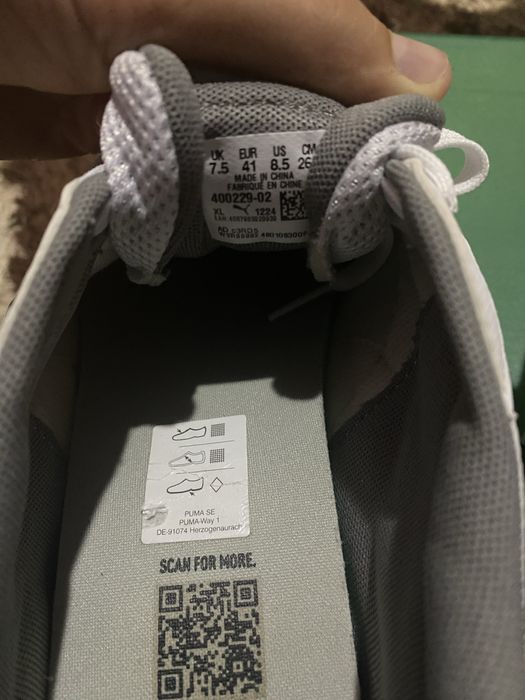 UK EUR US CM
7.5 41 8.5 26
MADE IN CHINA
FABRIQUÉ EN CHINE
400229-02
XL 1224
PUMA SE
PUMA-Way 1
DE-91074 Herzogenaurach
SCAN FOR MORE.